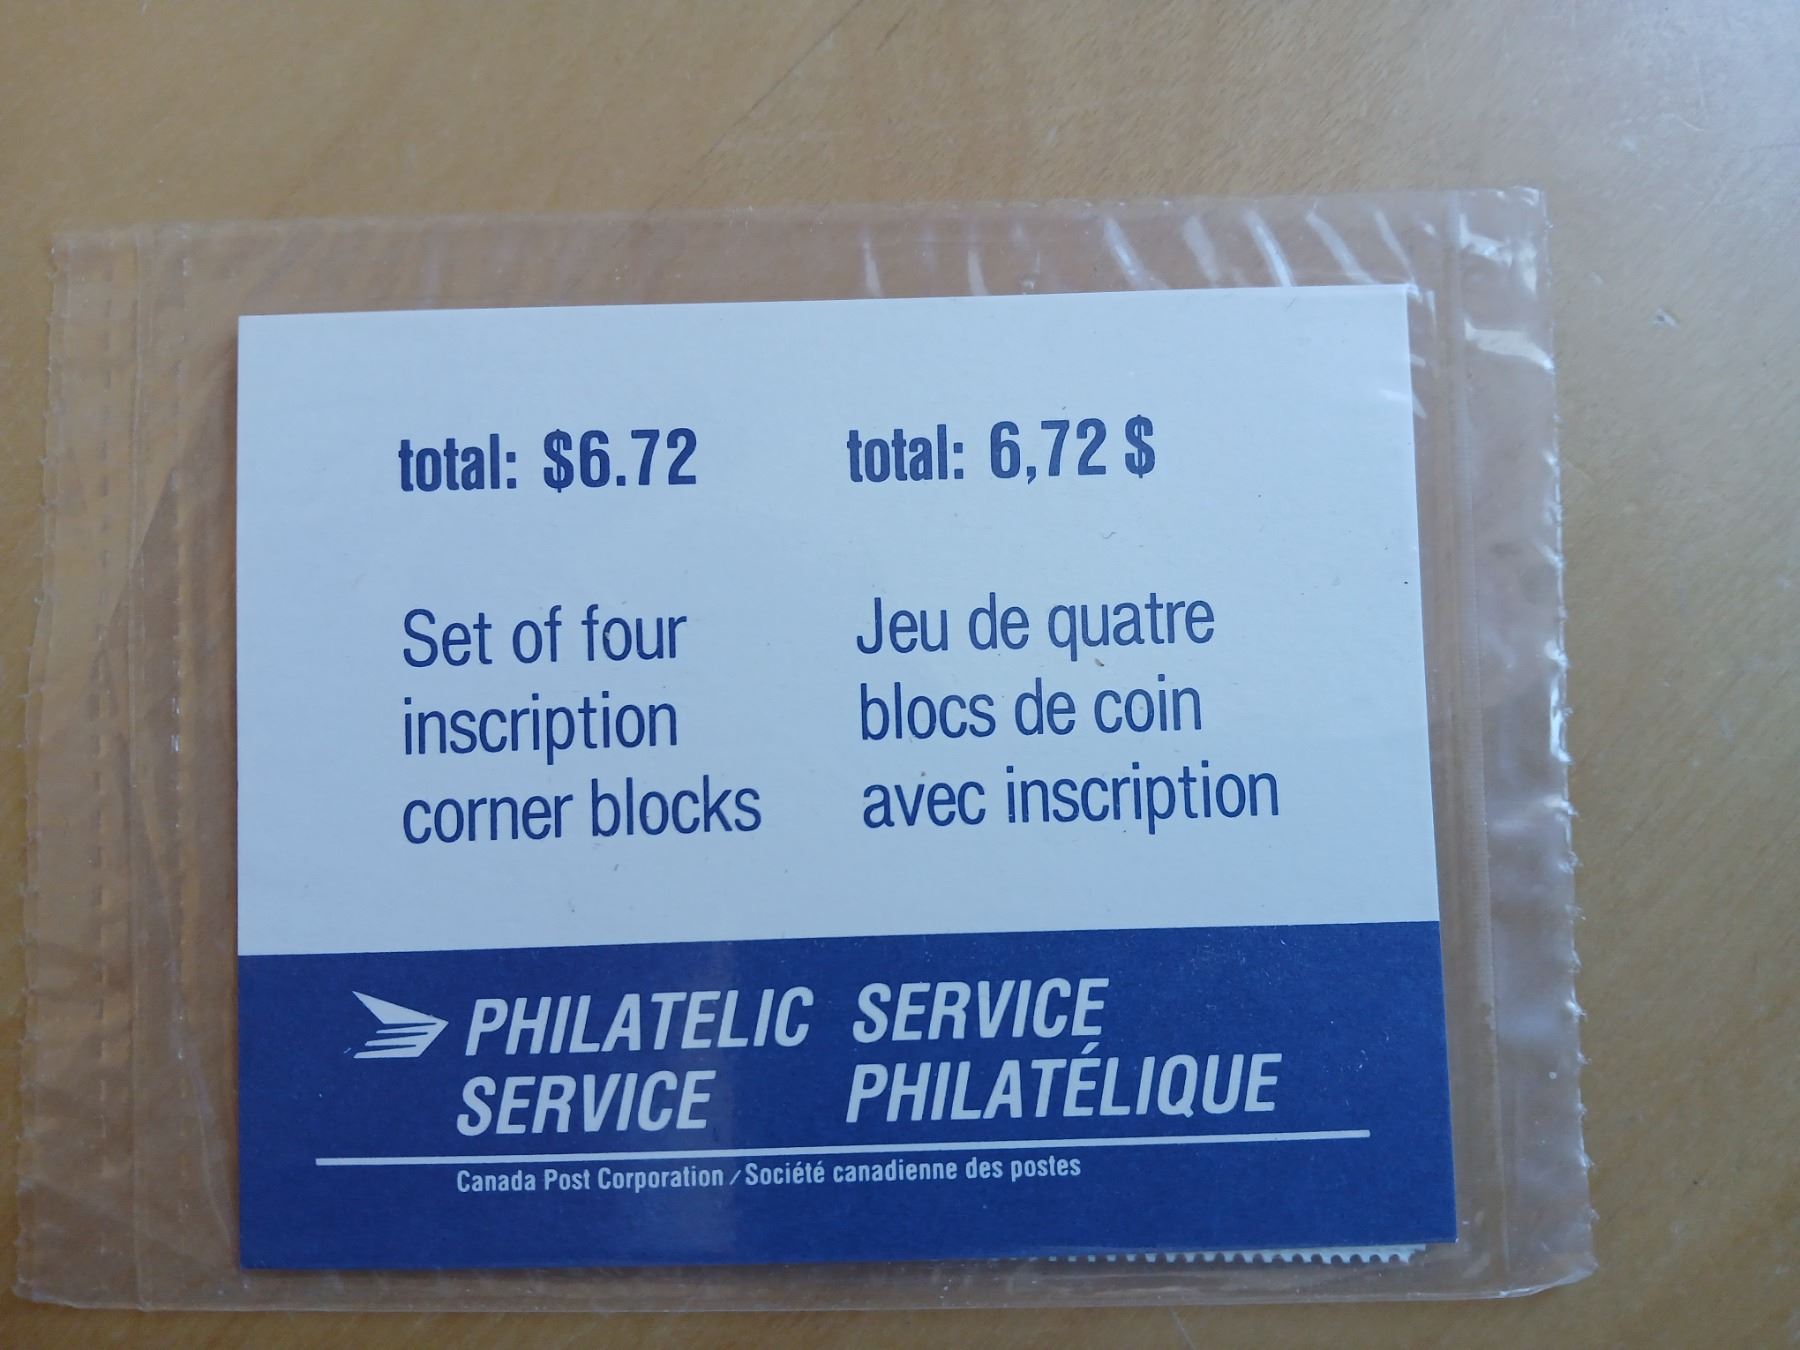 total: $6.72
total: 6,72 $
Set of four
inscription
corner blocks
Jeu de quatre
blocs de coin
avec inscription
PHILATELIC
SERVICE
SERVICE
PHILATÉLIQUE
Canada Post Corporation / Société canadienne des postes